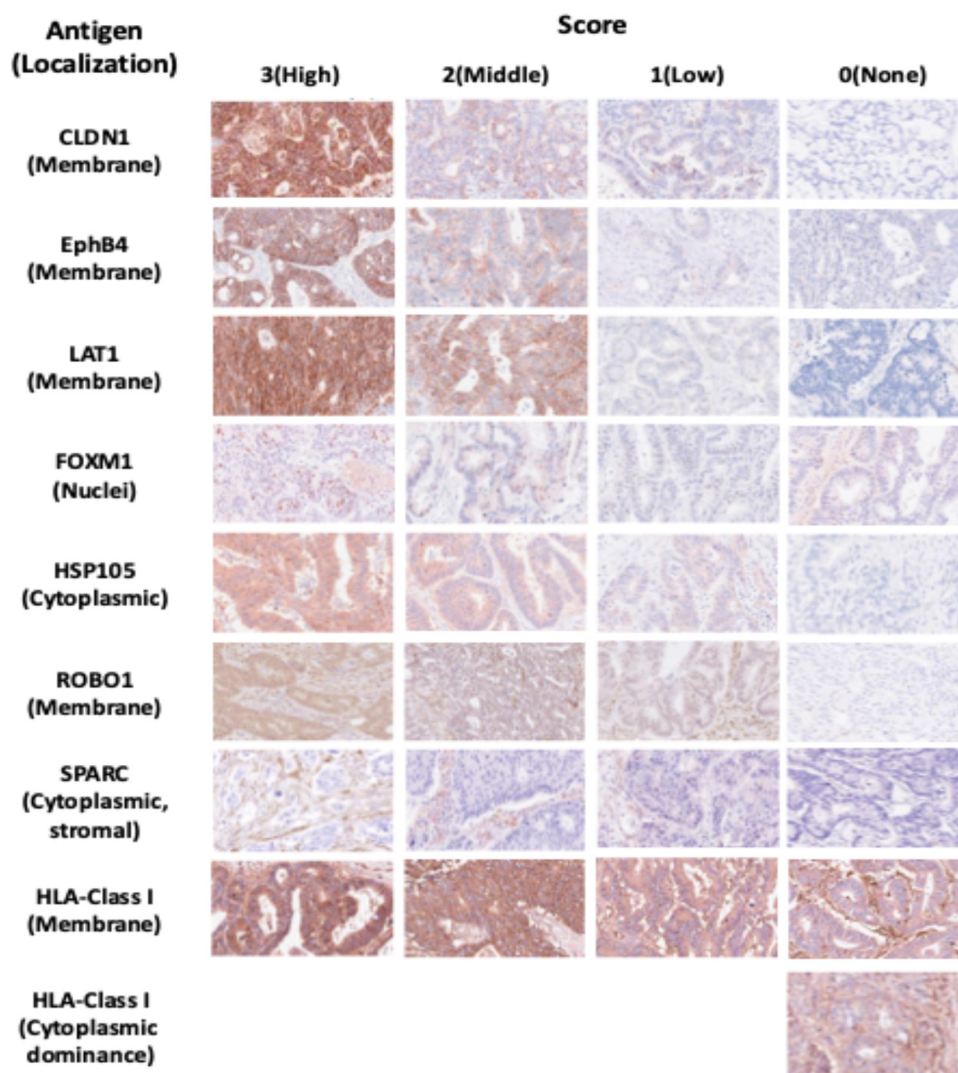 Antigen
(Localization)
Score
3(High)
2(Middle)
1(Low)
0(None)
CLDN1
(Membrane)
EphB4
(Membrane)
LAT1
(Membrane)
FOXM1
(Nuclei)
HSP105
(Cytoplasmic)
ROBO1
(Membrane)
SPARC
(Cytoplasmic,
stromal)
HLA-Class I
(Membrane)
HLA-Class I
(Cytoplasmic
dominance)